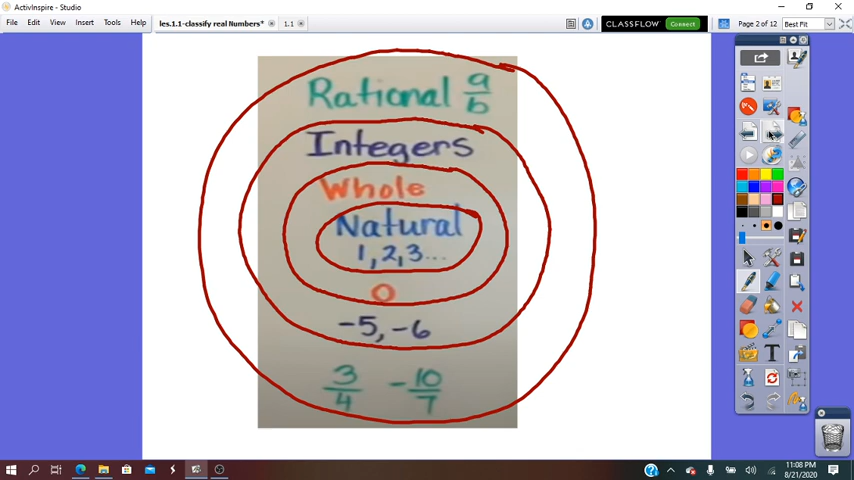 ActivInspire - Studio
File Edit View Insert Tools Help
les.1.1-classify real Numbers*
1.1
CLASSFLOW Connect
Page 2 of 12
Best Fit
Rational a/b
Integers
Whole
Natural
1, 2, 3...
0
-5, -6
3/4 -10/7
T
11:08 PM
8/21/2020